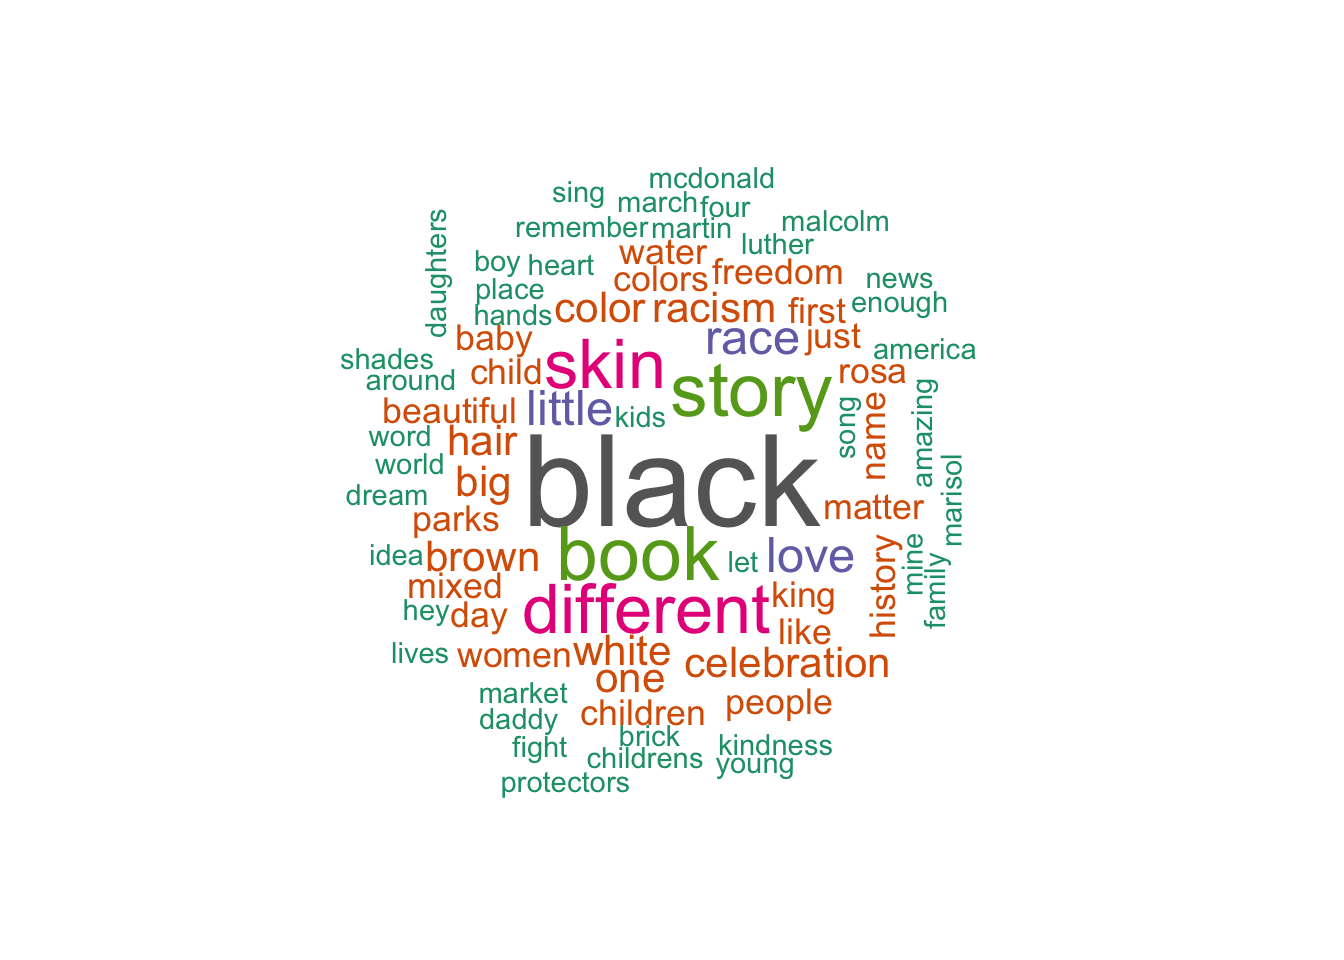 mcdonald
sing
march four
malcolm
remember martin
luther
daughters
water
boy heart
colors freedom
news
place
enough
hands
color racism first
baby
race just
america
shades
skin
child
around
story
rosa
beautiful
little
kids
song
name
amazing
word
hair
world
big
black
marisol
dream
matter
parks
idea
brown
book
let
love
history
mine
family
mixed
different
king
hey
day
like
lives
women
white
celebration
one
market
people
daddy
children
brick
fight
kindness
childrens
young
protectors